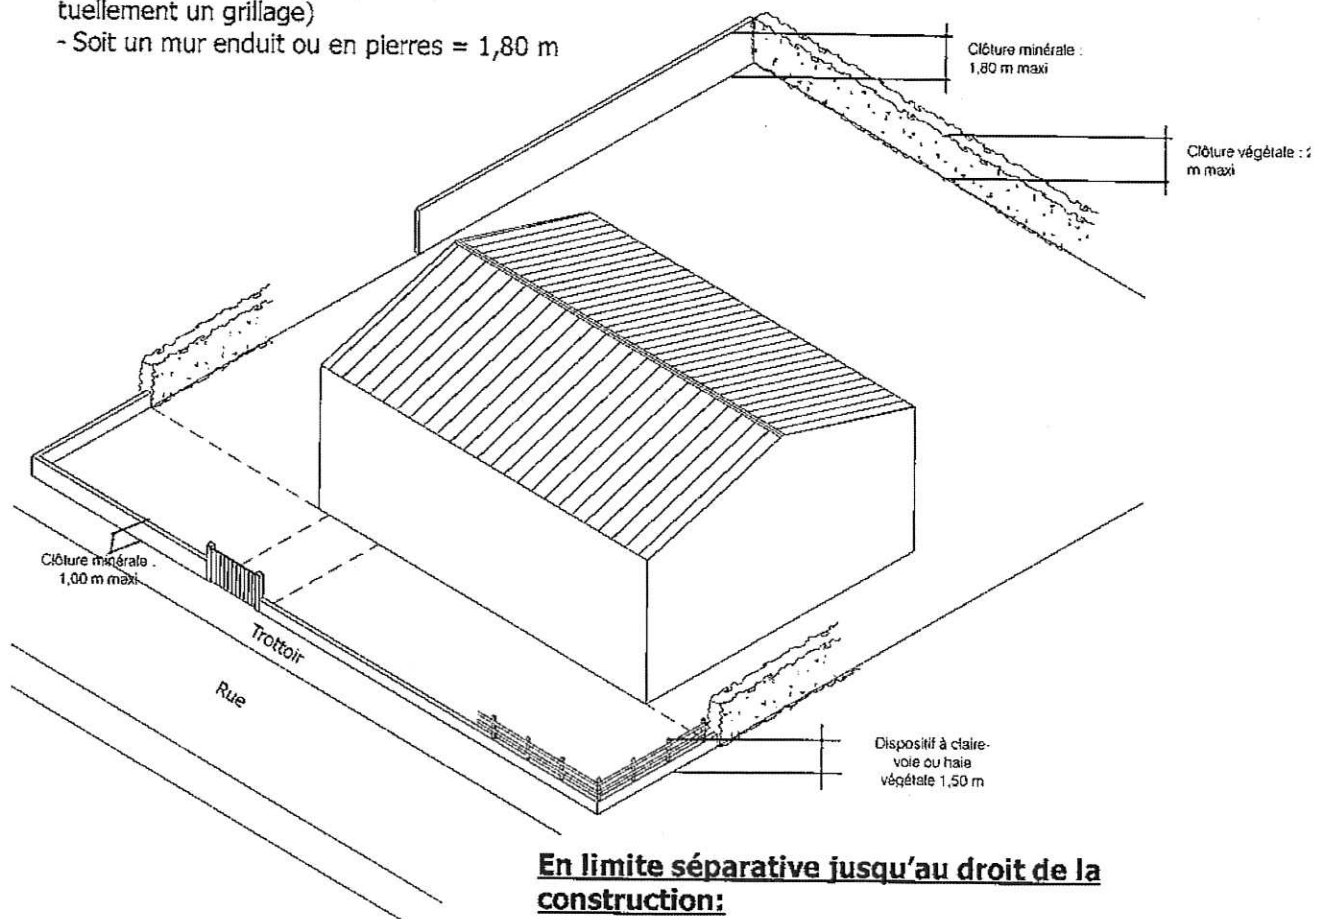 tuellement un grillage)
- Soit un mur enduit ou en pierres = 1,80 m
Clôture minérale :
1,80 m maxi
Clôture végétale : 2
m maxi
Clôture minérale :
1,00 m maxi
Trottoir
Rue
Dispositif à claire-
voie ou haie
végétale 1,50 m
En limite séparative jusqu'au droit de la
construction: